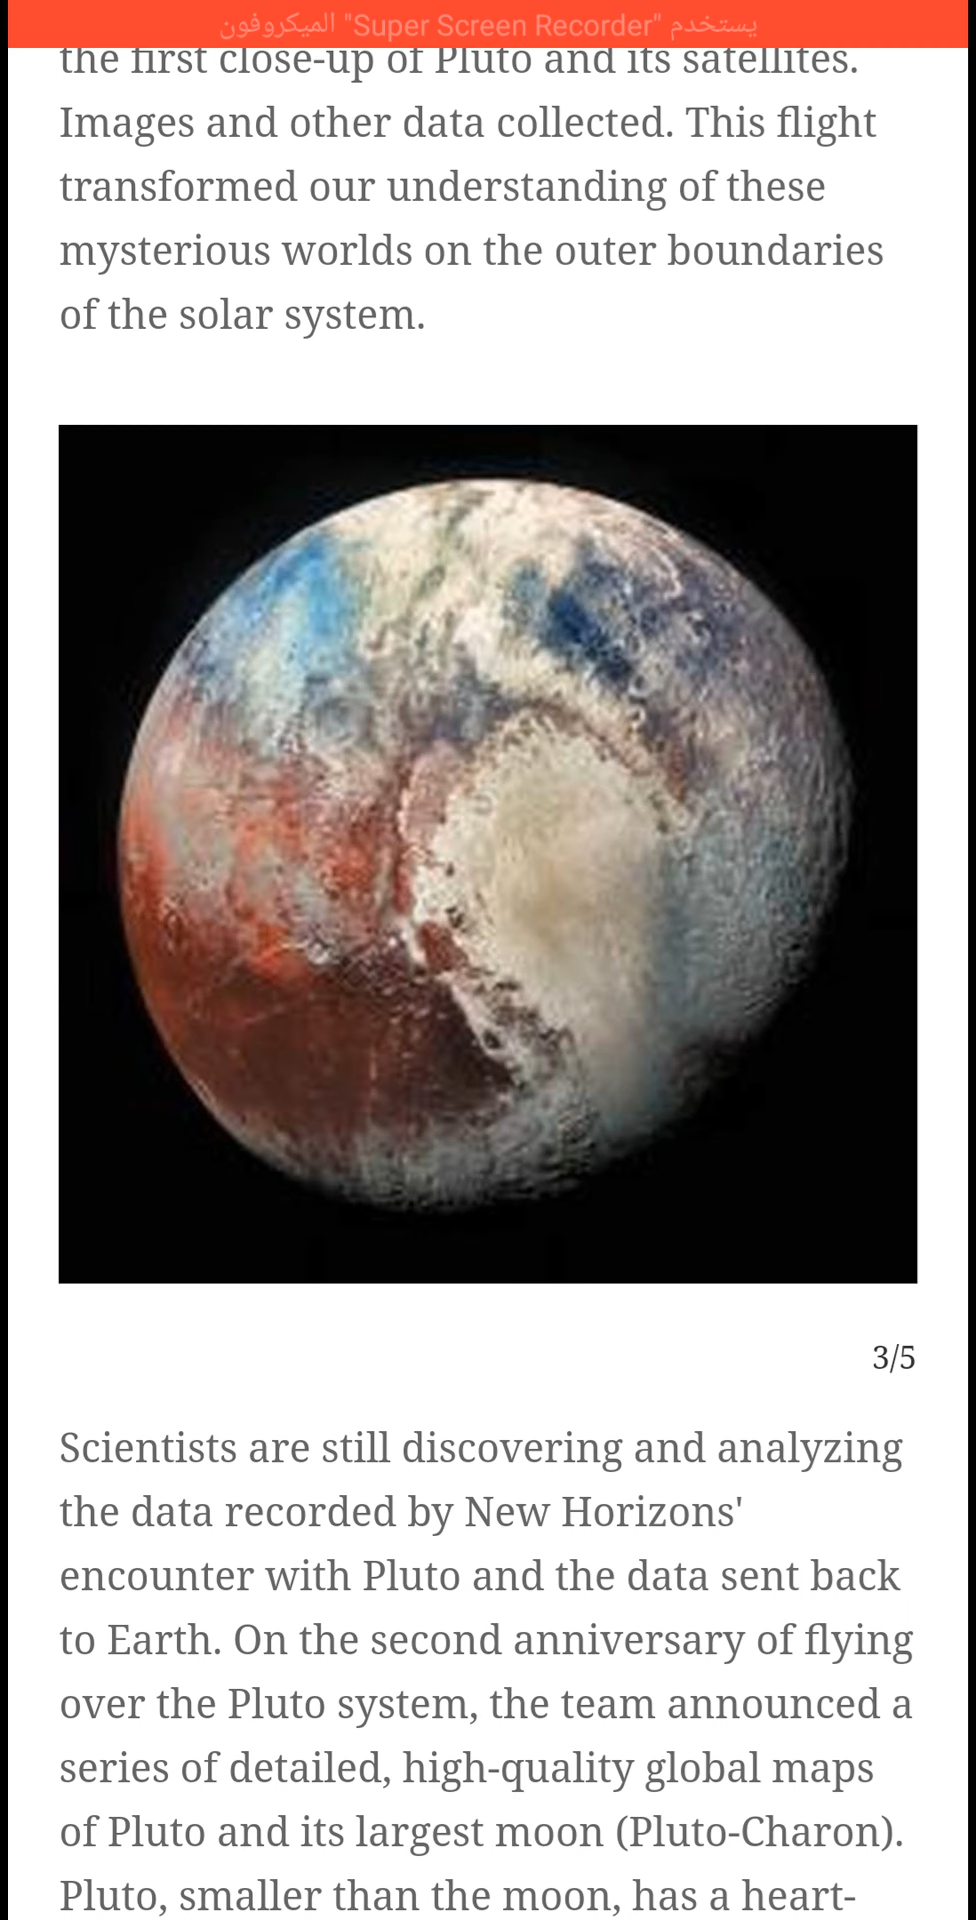 يستخدم "Super Screen Recorder" الميكروفون
the first close-up of Pluto and its satellites.
Images and other data collected. This flight
transformed our understanding of these
mysterious worlds on the outer boundaries
of the solar system.
3/5
Scientists are still discovering and analyzing
the data recorded by New Horizons'
encounter with Pluto and the data sent back
to Earth. On the second anniversary of flying
over the Pluto system, the team announced a
series of detailed, high-quality global maps
of Pluto and its largest moon (Pluto-Charon).
Pluto, smaller than the moon, has a heart-